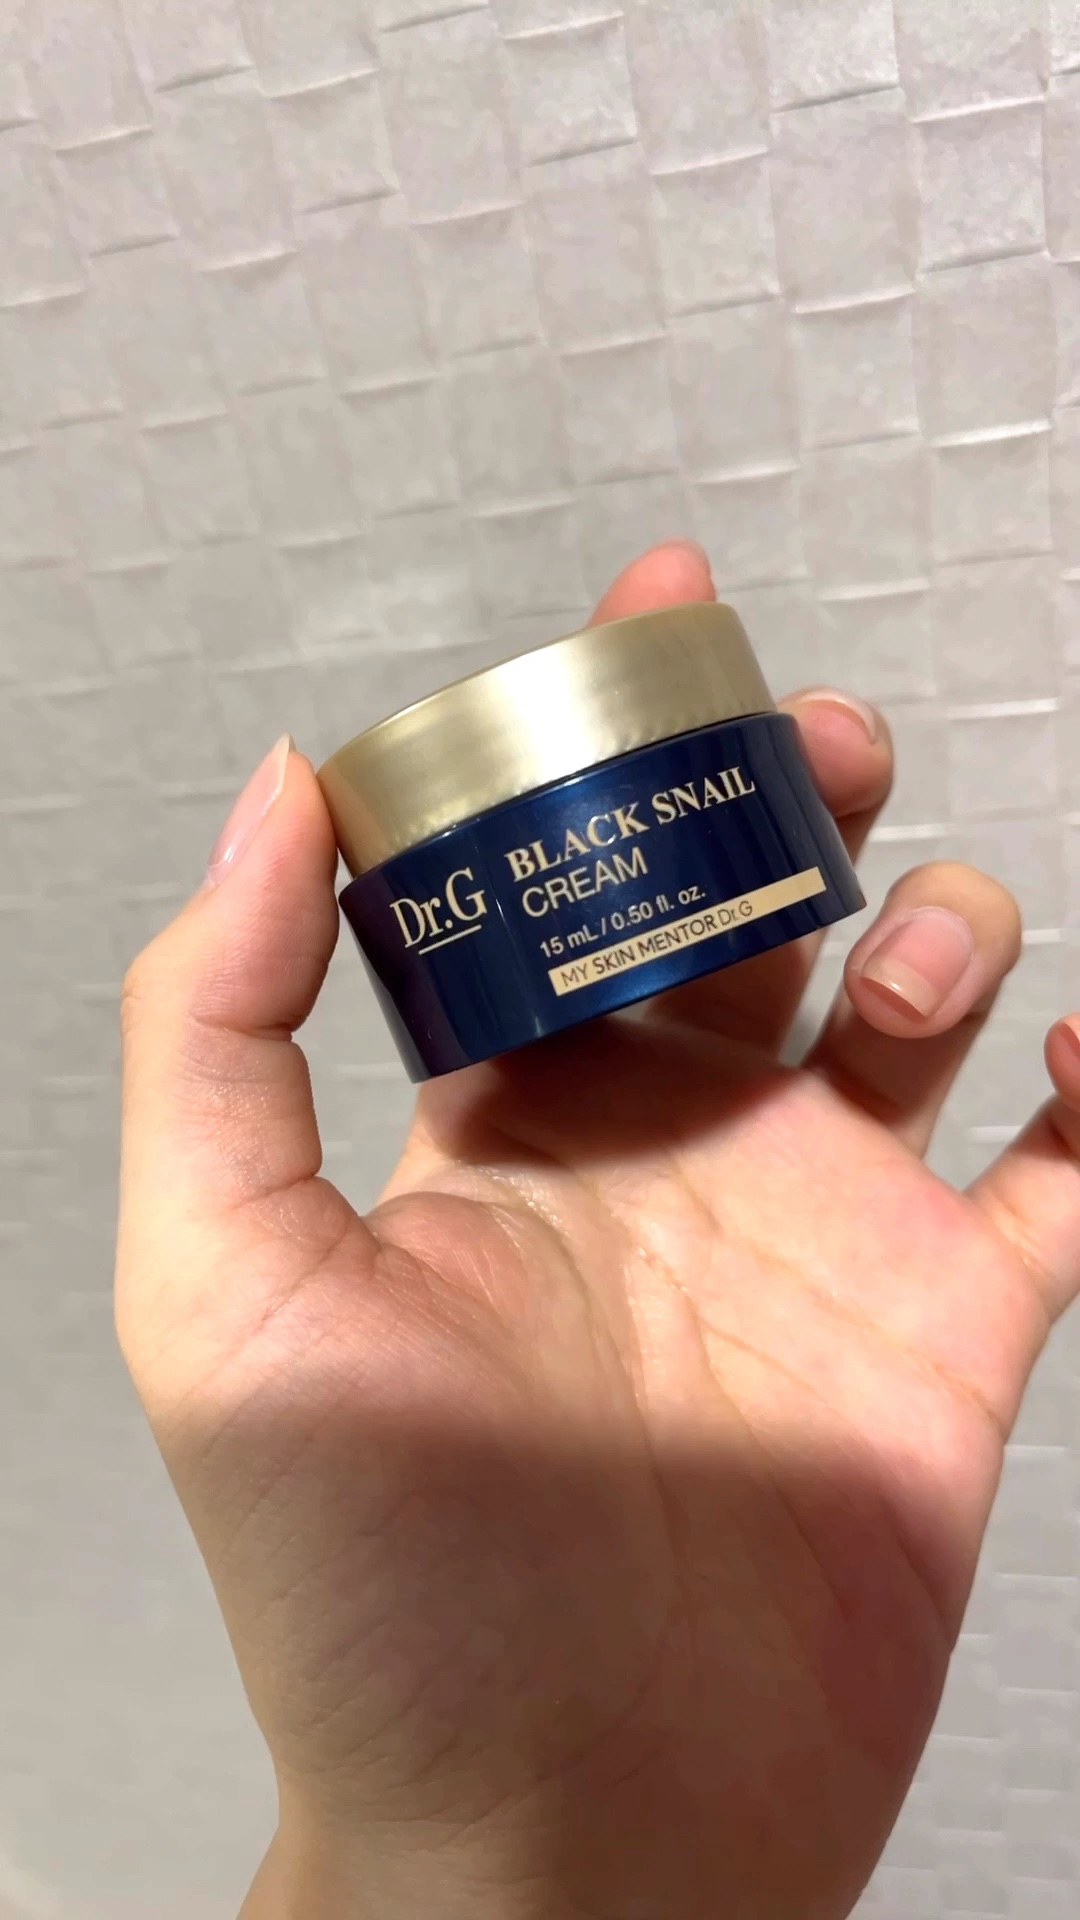 Dr.G
BLACK SNAIL
CREAM
15 mL / 0.50 fl. oz.
MY SKIN MENTOR Dr.G